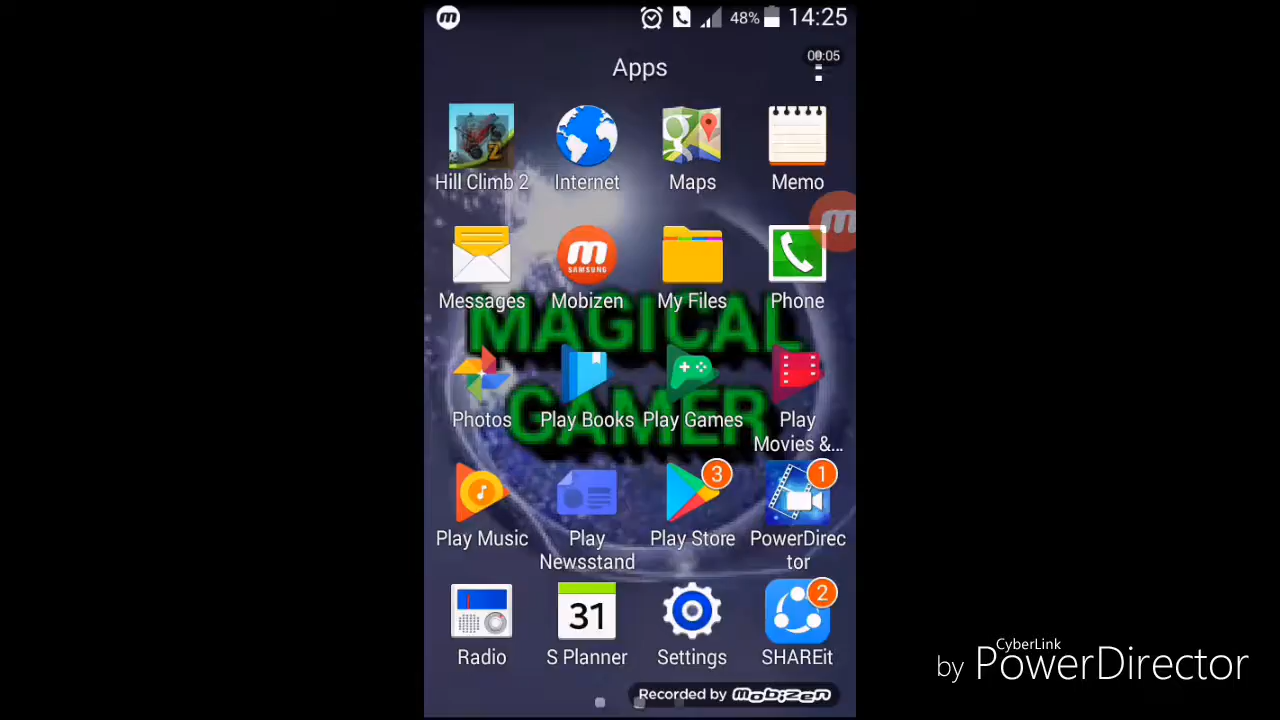 m 48% 14:25
00:05
Apps
Z
Hill Climb 2 Internet Maps Memo
m
m
SAMSUNG
Messages Mobizen My Files Phone
MAGICAL
GAMER
Photos Play Books Play Games Play
Movies &...
3 1
Play Music Play Play Store PowerDirec
Newsstand tor
31 2
Radio S Planner Settings SHAREit
CyberLink
by PowerDirector
Recorded by mobizen